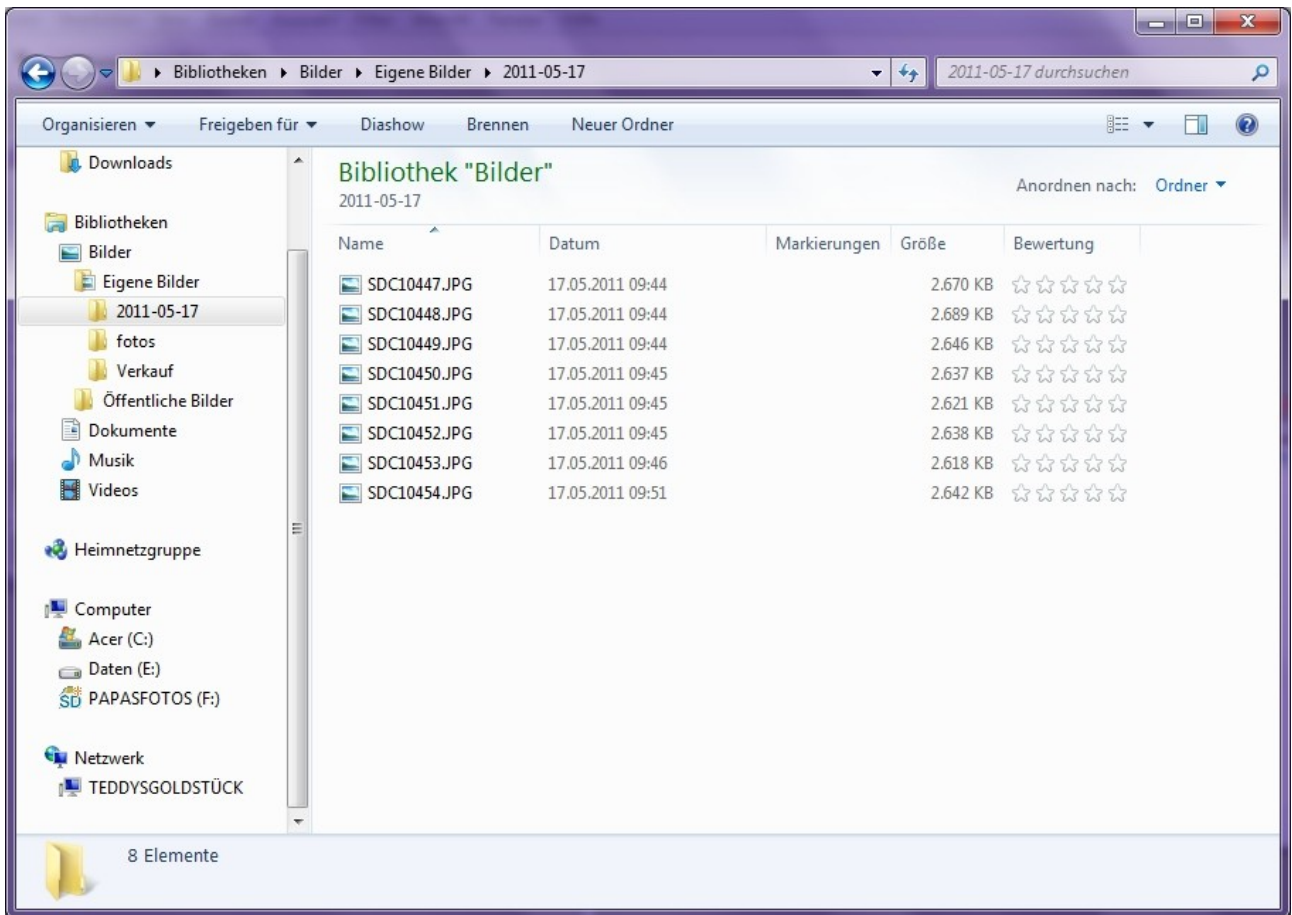 Bibliotheken Bilder Eigene Bilder 2011-05-17
2011-05-17 durchsuchen
Organisieren Freigeben für Diashow Brennen Neuer Ordner
Downloads
Bibliotheken
Bilder
Eigene Bilder
2011-05-17
fotos
Verkauf
Öffentliche Bilder
Dokumente
Musik
Videos
Heimnetzgruppe
Computer
Acer (C:)
Daten (E:)
PAPASFOTOS (F:)
Netzwerk
TEDDYSGOLDSTÜCK
Bibliothek "Bilder"
2011-05-17
Anordnen nach: Ordner
Name Datum Markierungen Größe Bewertung
SDC10447.JPG 17.05.2011 09:44 2.670 KB
SDC10448.JPG 17.05.2011 09:44 2.689 KB
SDC10449.JPG 17.05.2011 09:44 2.646 KB
SDC10450.JPG 17.05.2011 09:45 2.637 KB
SDC10451.JPG 17.05.2011 09:45 2.621 KB
SDC10452.JPG 17.05.2011 09:45 2.638 KB
SDC10453.JPG 17.05.2011 09:46 2.618 KB
SDC10454.JPG 17.05.2011 09:51 2.642 KB
8 Elemente